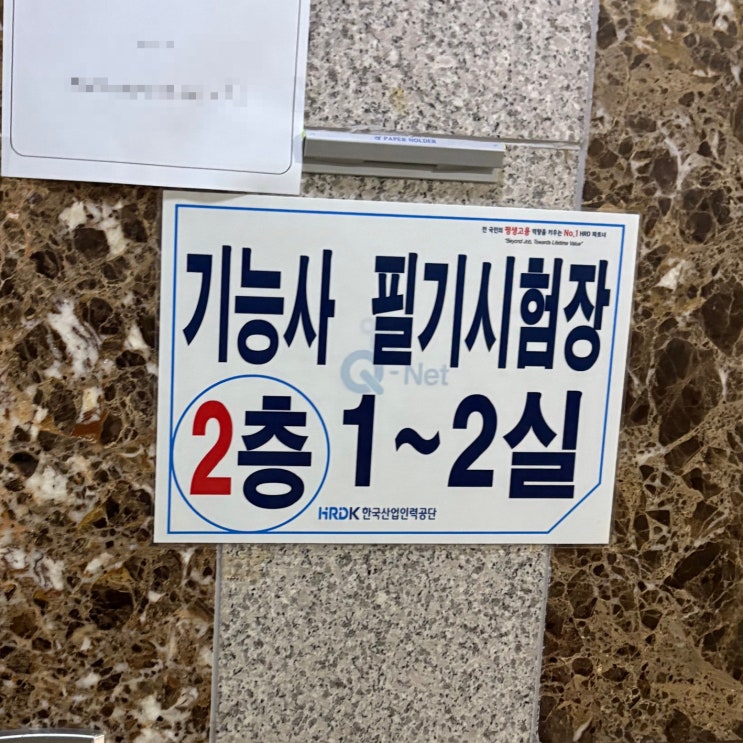 매 PAPER HOLDER
전 국민의 평생고용 역량을 키우는 No.1 HRD 파트너
"Beyond Job, Towards Lifetime Value"
기능사 필기시험장
Q-Net
2층 1~2실
HRDK 한국산업인력공단